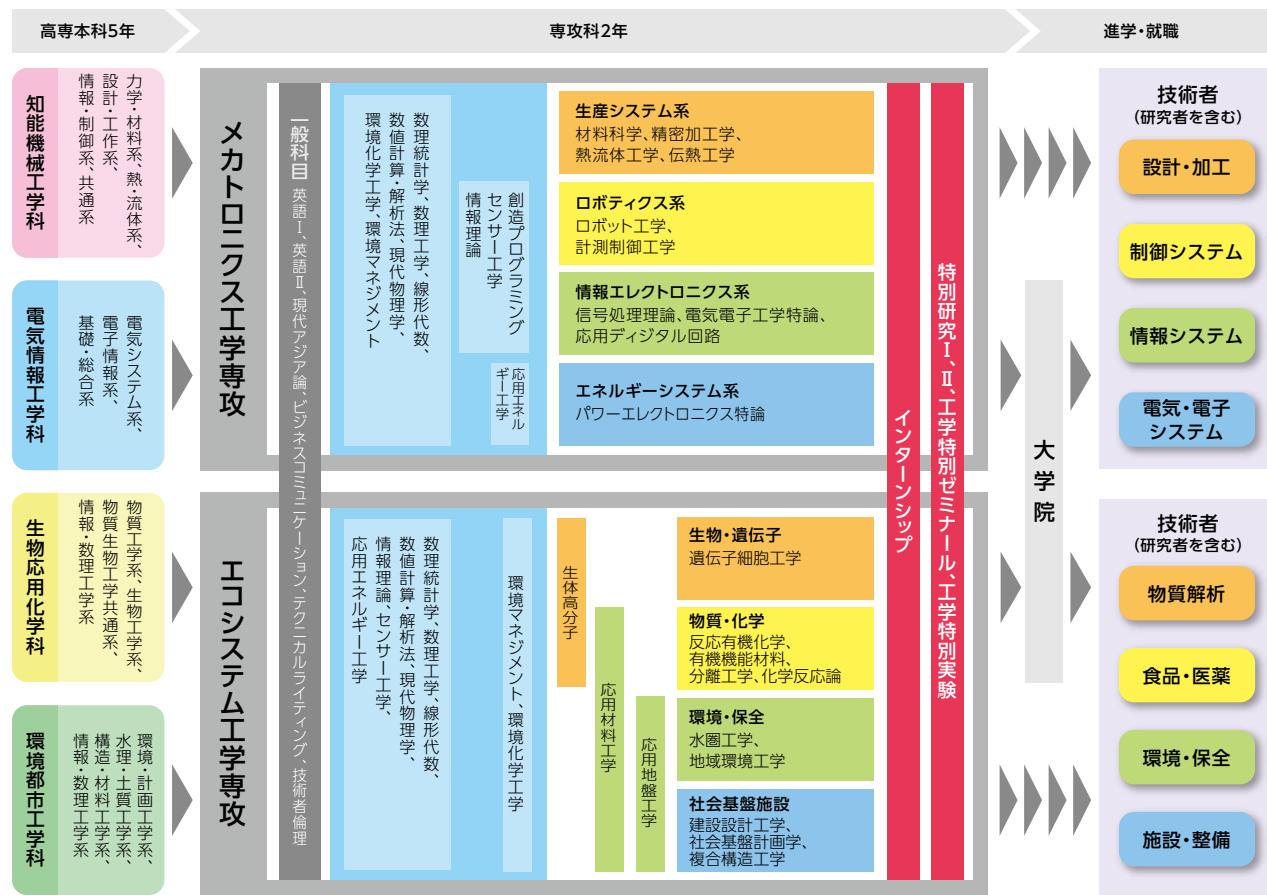 高専本科5年
専攻科2年
進学・就職
知能機械工学科
力学・材料系、熱・流体系、
設計・工作系、
情報・制御系、共通系
電気情報工学科
電気システム系、
電子情報系、
基礎・総合系
生物応用化学科
物質工学系、生物工学系、
物質生物工学共通系、
情報・数理工学系
環境都市工学科
環境・計画工学系、
水理・土質工学系、
構造・材料工学系、
情報・数理工学系
メカトロニクス工学専攻
エコシステム工学専攻
一般科目 英語Ⅰ、英語Ⅱ、現代アジア論、ビジネスコミュニケーション、テクニカルライティング、技術者倫理
数理統計学、数理工学、線形代数、
数値計算・解析法、現代物理学、
環境化学工学、環境マネジメント
創造プログラミング
センサー工学
情報理論
応用エネル
ギー工学
生産システム系
材料科学、精密加工学、
熱流体工学、伝熱工学
ロボティクス系
ロボット工学、
計測制御工学
情報エレクトロニクス系
信号処理理論、電気電子工学特論、
応用ディジタル回路
エネルギーシステム系
パワーエレクトロニクス特論
数理統計学、数理工学、線形代数、
数値計算・解析法、現代物理学、
情報理論、センサー工学、
応用エネルギー工学
環境マネジメント、環境化学工学
生体高分子
応用材料工学
応用地盤工学
生物・遺伝子
遺伝子細胞工学
物質・化学
反応有機化学、
有機機能材料、
分離工学、化学反応論
環境・保全
水圏工学、
地域環境工学
社会基盤施設
建設設計工学、
社会基盤計画学、
複合構造工学
インターンシップ
特別研究Ⅰ、Ⅱ、工学特別ゼミナール、工学特別実験
大学院
技術者
(研究者を含む)
設計・加工
制御システム
情報システム
電気・電子
システム
技術者
(研究者を含む)
物質解析
食品・医薬
環境・保全
施設・整備